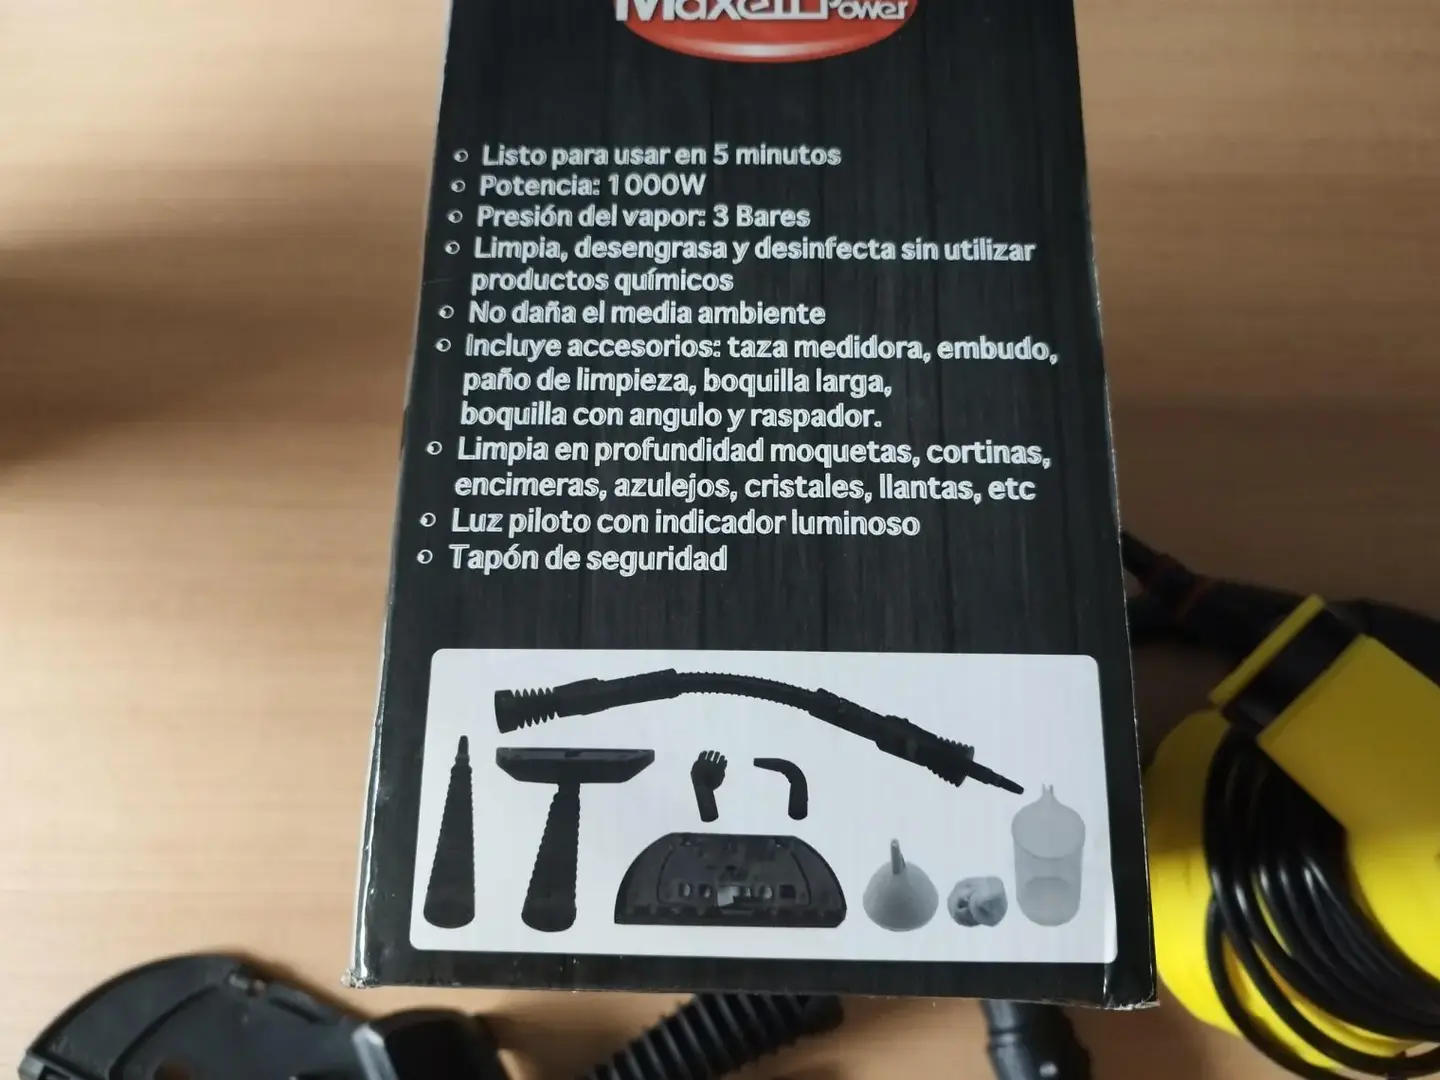 Maxell Power
Listo para usar en 5 minutos
Potencia: 1000W
Presión del vapor: 3 Bares
Limpia, desengrasa y desinfecta sin utilizar
productos químicos
No daña el media ambiente
Incluye accesorios: taza medidora, embudo,
paño de limpieza, boquilla larga,
boquilla con angulo y raspador.
Limpia en profundidad moquetas, cortinas,
encimeras, azulejos, cristales, llantas, etc
Luz piloto con indicador luminoso
Tapón de seguridad